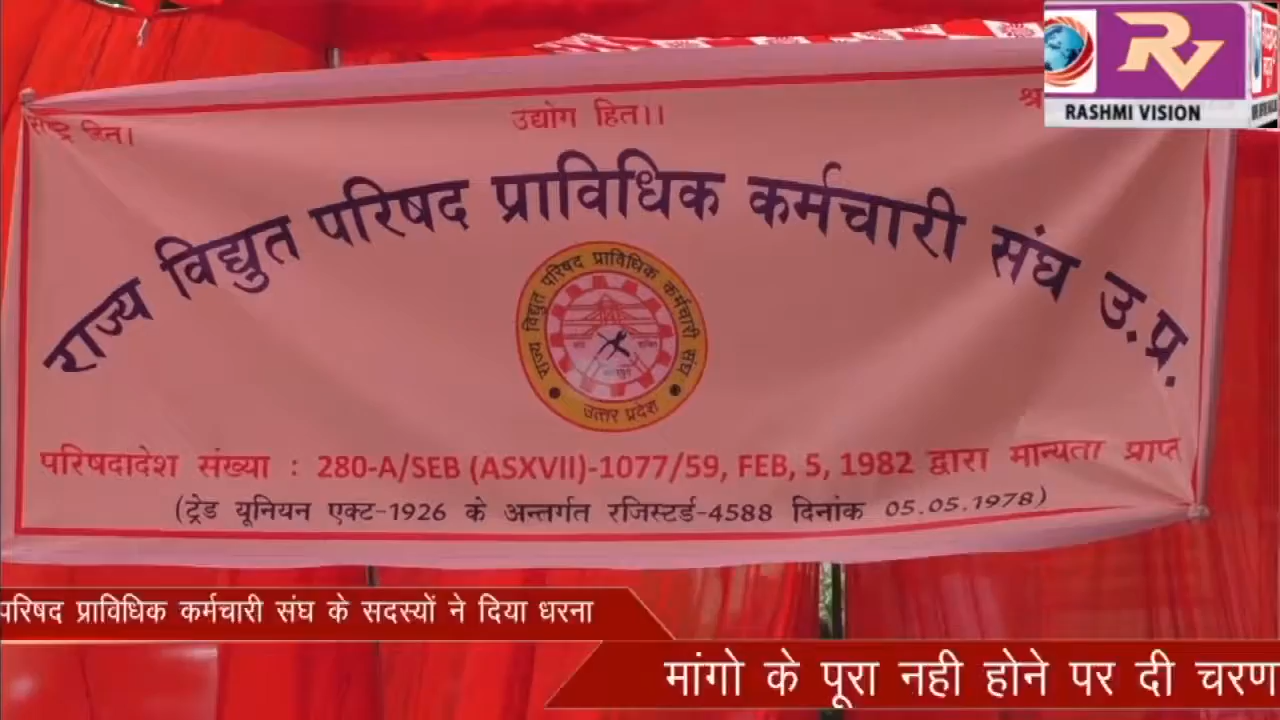 RV
RASHMI VISION
राष्ट्र हित।
उद्योग हित।।
राज्य विद्युत परिषद प्राविधिक कर्मचारी संघ उ.प्र.
राज्य विद्युत परिषद प्राविधिक कर्मचारी संघ
उत्तर प्रदेश
परिषदादेश संख्या : 280-A/SEB (ASXVII)-1077/59, FEB, 5, 1982 द्वारा मान्यता प्राप्त
(ट्रेड यूनियन एक्ट-1926 के अन्तर्गत रजिस्टर्ड-4588 दिनांक 05.05.1978)
परिषद प्राविधिक कर्मचारी संघ के सदस्यों ने दिया धरना
मांगो के पूरा नही होने पर दी चरण